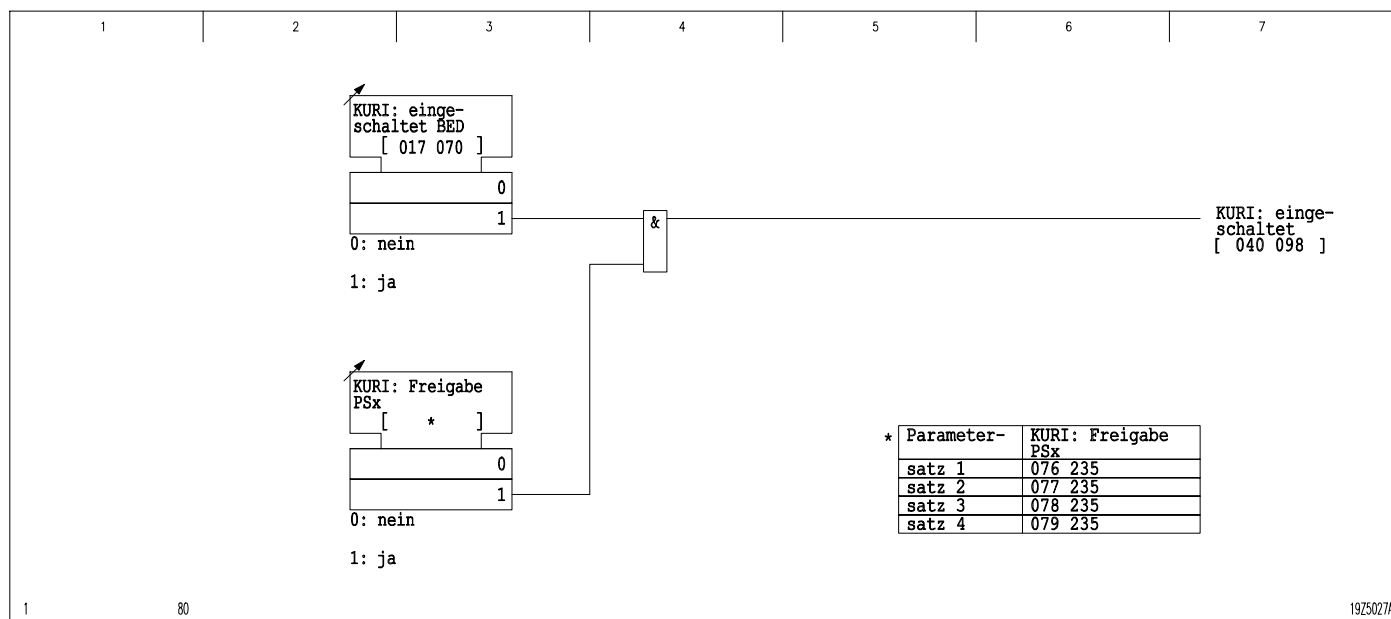 1 2 3 4 5 6 7
KURI: einge-
schaltet BED
[ 017 070 ]
0
1
0: nein
1: ja
&
KURI: einge-
schaltet
[ 040 098 ]
KURI: Freigabe
PSx
[ * ]
0
1
0: nein
1: ja
* Parameter- KURI: Freigabe
PSx
satz 1 076 235
satz 2 077 235
satz 3 078 235
satz 4 079 235
1 80 19Z5027A